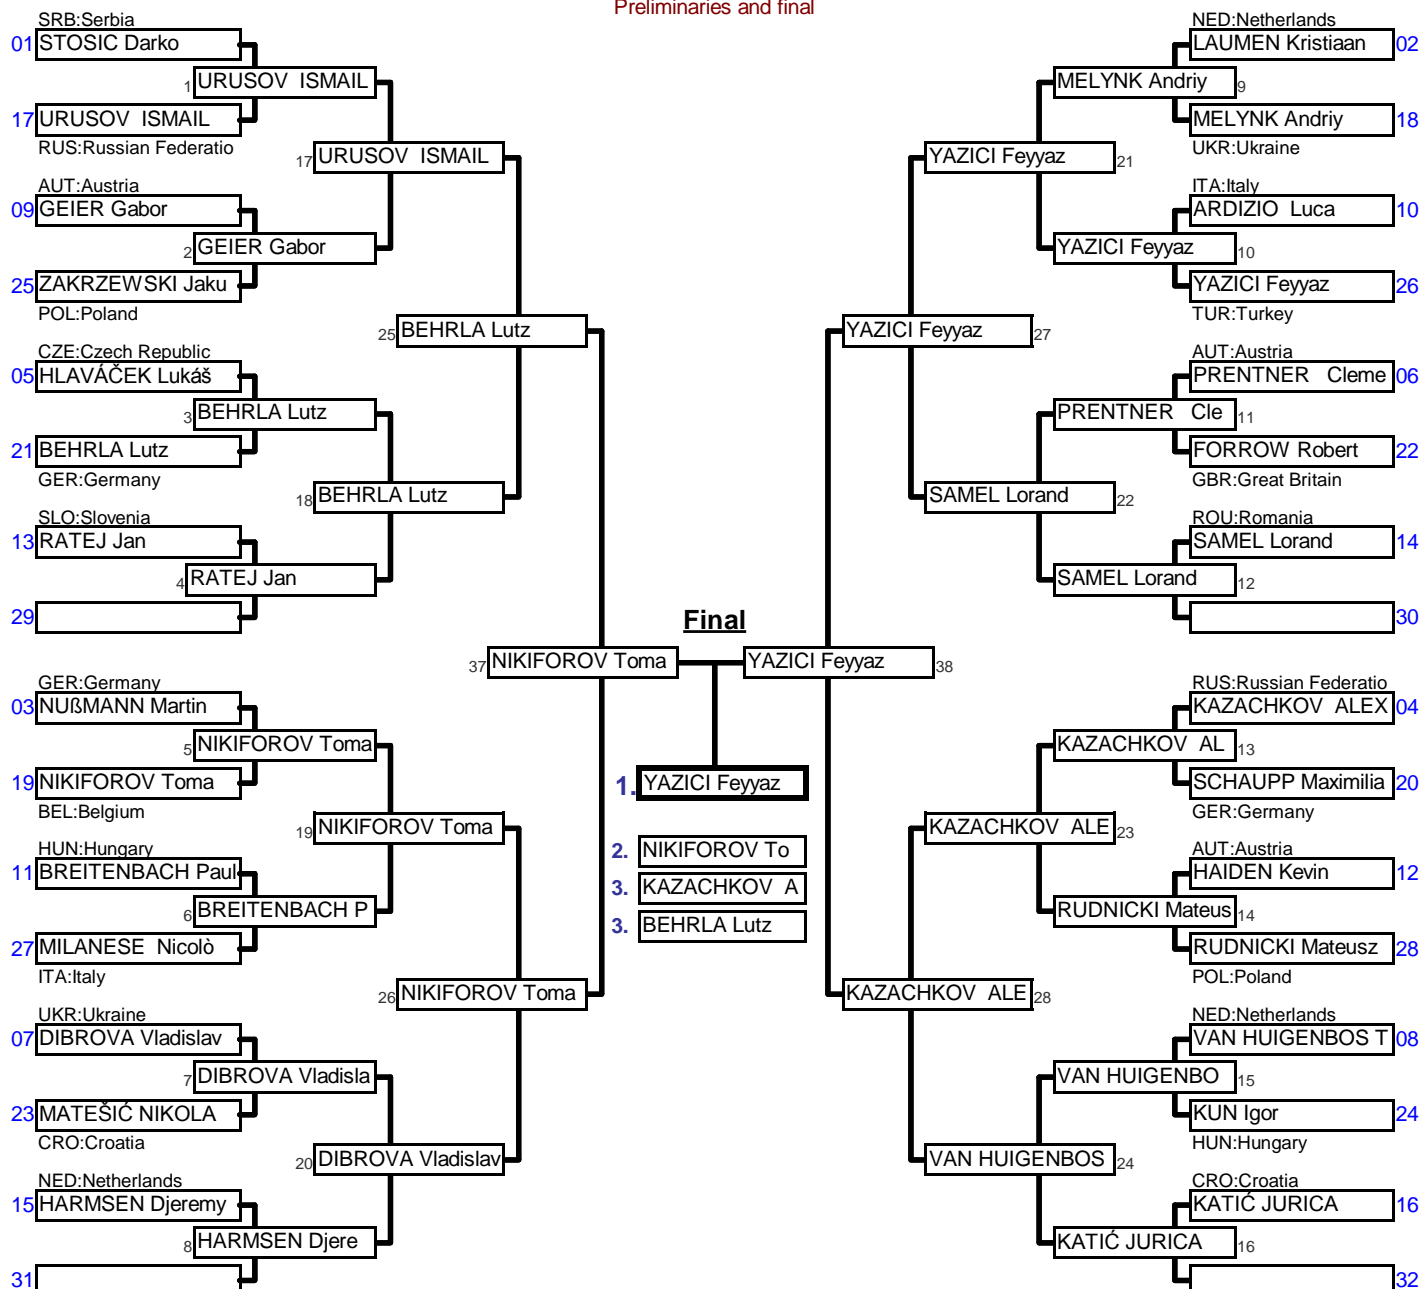 Preliminaries and final
SRB:Serbia
01 STOSIC Darko
1 URUSOV ISMAIL
17 URUSOV ISMAIL
RUS:Russian Federatio
17 URUSOV ISMAIL
AUT:Austria
09 GEIER Gabor
2 GEIER Gabor
25 ZAKRZEWSKI Jaku
POL:Poland
25 BEHRLA Lutz
CZE:Czech Republic
05 HLAVÁČEK Lukáš
3 BEHRLA Lutz
21 BEHRLA Lutz
GER:Germany
18 BEHRLA Lutz
SLO:Slovenia
13 RATEJ Jan
4 RATEJ Jan
29
37 NIKIFOROV Toma
GER:Germany
03 NUßMANN Martin
5 NIKIFOROV Toma
19 NIKIFOROV Toma
BEL:Belgium
19 NIKIFOROV Toma
HUN:Hungary
11 BREITENBACH Paul
6 BREITENBACH P
27 MILANESE Nicolò
ITA:Italy
26 NIKIFOROV Toma
UKR:Ukraine
07 DIBROVA Vladislav
7 DIBROVA Vladisla
23 MATEŠIĆ NIKOLA
CRO:Croatia
20 DIBROVA Vladislav
NED:Netherlands
15 HARMSEN Djeremy
8 HARMSEN Djere
31
Final
1. YAZICI Feyyaz
2. NIKIFOROV To
3. KAZACHKOV A
3. BEHRLA Lutz
NED:Netherlands
LAUMEN Kristiaan 02
MELYNK Andriy 9
MELYNK Andriy 18
UKR:Ukraine
YAZICI Feyyaz 21
ITA:Italy
ARDIZIO Luca 10
YAZICI Feyyaz 10
YAZICI Feyyaz 26
TUR:Turkey
YAZICI Feyyaz 27
AUT:Austria
PRENTNER Cleme 06
PRENTNER Cle 11
FORROW Robert 22
GBR:Great Britain
SAMEL Lorand 22
ROU:Romania
SAMEL Lorand 14
SAMEL Lorand 12
30
YAZICI Feyyaz 38
RUS:Russian Federatio
KAZACHKOV ALEX 04
KAZACHKOV AL 13
SCHAUPP Maximilia 20
GER:Germany
KAZACHKOV ALE 23
AUT:Austria
HAIDEN Kevin 12
RUDNICKI Mateus 14
RUDNICKI Mateusz 28
POL:Poland
KAZACHKOV ALE 28
NED:Netherlands
VAN HUIGENBOS T 08
VAN HUIGENBO 15
KUN Igor 24
HUN:Hungary
VAN HUIGENBOS 24
CRO:Croatia
KATIĆ JURICA 16
KATIĆ JURICA 16
32